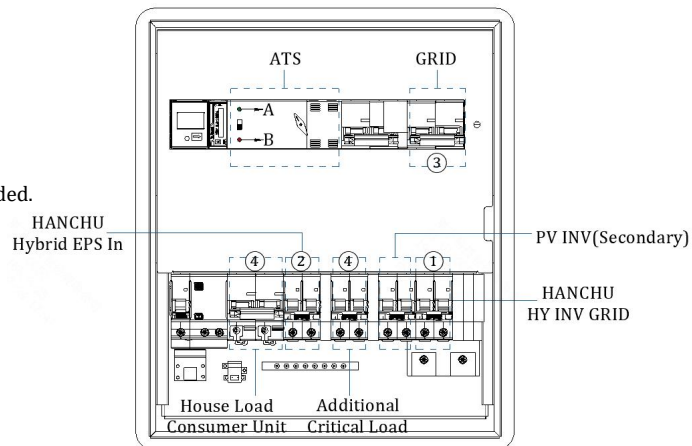 ATS
GRID
A
B
3
ded.
HANCHU
Hybrid EPS In
PV INV(Secondary)
4
2
4
1
HANCHU
HY INV GRID
House Load
Consumer Unit
Additional
Critical Load